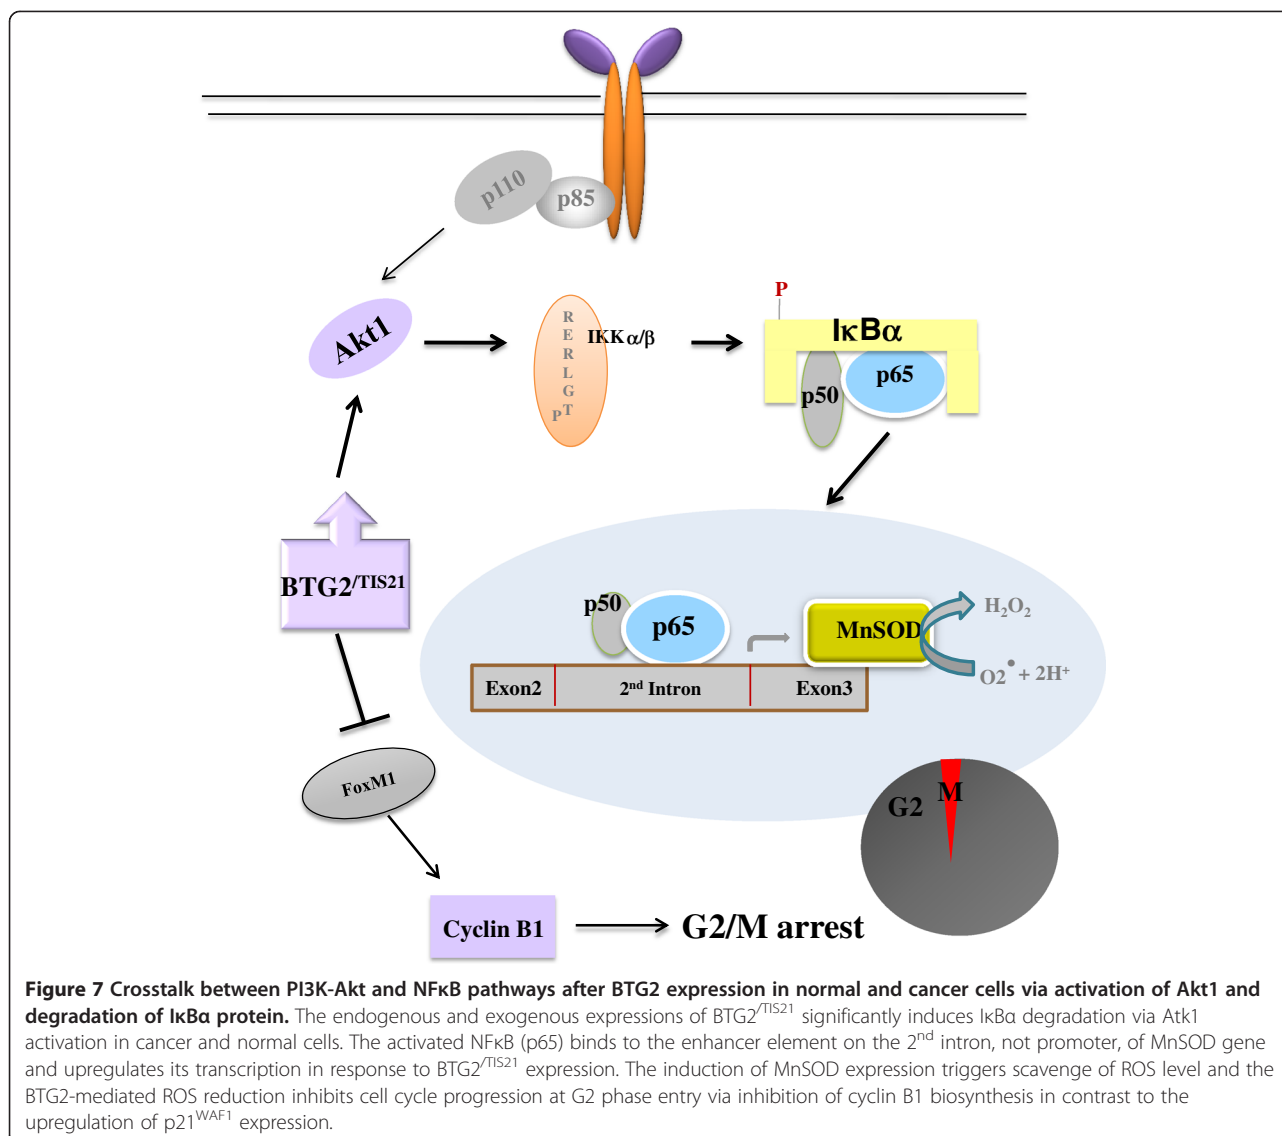 p110
p85
Akt1
R
E
R
L
G
T
P
IKK α/β
P
IκBα
p50
p65
BTG2/TIS21
p50
p65
MnSOD
H2O2
O2• + 2H+
Exon2
2nd Intron
Exon3
FoxM1
G2
M
Cyclin B1
G2/M arrest
Figure 7 Crosstalk between PI3K-Akt and NFκB pathways after BTG2 expression in normal and cancer cells via activation of Akt1 and
degradation of IκBα protein. The endogenous and exogenous expressions of BTG2/TIS21 significantly induces IκBα degradation via Atk1
activation in cancer and normal cells. The activated NFκB (p65) binds to the enhancer element on the 2nd intron, not promoter, of MnSOD gene
and upregulates its transcription in response to BTG2/TIS21 expression. The induction of MnSOD expression triggers scavenge of ROS level and the
BTG2-mediated ROS reduction inhibits cell cycle progression at G2 phase entry via inhibition of cyclin B1 biosynthesis in contrast to the
upregulation of p21WAF1 expression.